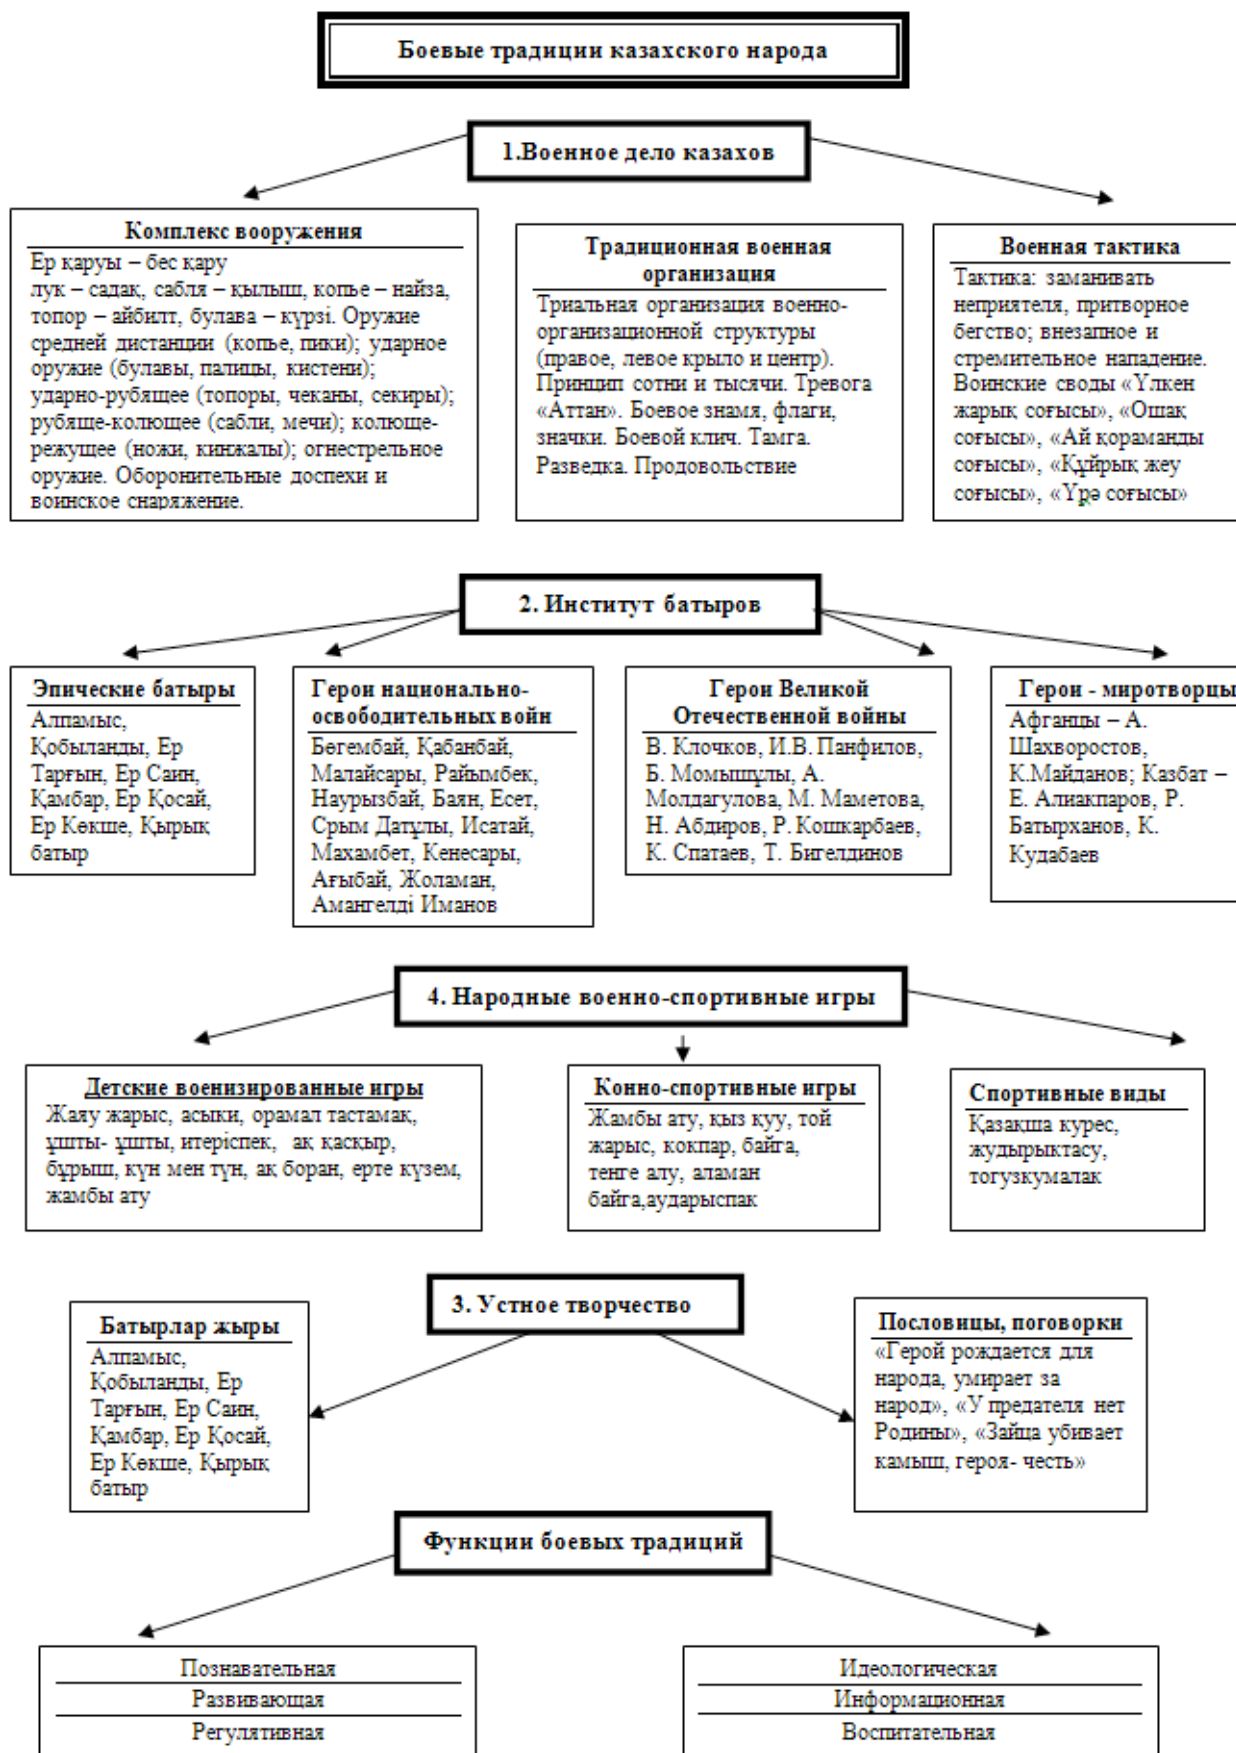 Боевые традиции казахского народа
1.Военное дело казахов
Комплекс вооружения
Ер қаруы – бес қару
лук – садақ, сабля – қылыш, копье – найза,
топор – айбилт, булава – күрзі. Оружие
средней дистанции (копье, пики); ударное
оружие (булавы, палицы, кистени);
ударно-рубящее (топоры, чеканы, секиры);
рубяще-колющее (сабли, мечи); колюще-
режущее (ножи, кинжалы); огнестрельное
оружие. Оборонительные доспехи и
воинское снаряжение.
Традиционная военная
организация
Триальная организация военно-
организационной структуры
(правое, левое крыло и центр).
Принцип сотни и тысячи. Тревога
«Аттан». Боевое знамя, флаги,
значки. Боевой клич. Тамга.
Разведка. Продовольствие
Военная тактика
Тактика: заманивать
неприятеля, притворное
бегство; внезапное и
стремительное нападение.
Воинские своды «Үлкен
жарық соғысы», «Ошақ
соғысы», «Ай қораманды
соғысы», «Құйрық жеу
соғысы», «Үрә соғысы»
2. Институт батыров
Эпические батыры
Алпамыс,
Қобыланды, Ер
Тарғын, Ер Саин,
Қамбар, Ер Қосай,
Ер Көкше, Қырық
батыр
Герои национально-
освободительных войн
Бөгембай, Қабанбай,
Малайсары, Райымбек,
Наурызбай, Баян, Есет,
Срым Датұлы, Исатай,
Махамбет, Кенесары,
Ағыбай, Жоламан,
Амангелді Иманов
Герои Великой
Отечественной войны
В. Клочков, И.В. Панфилов,
Б. Момышұлы, А.
Молдагулова, М. Маметова,
Н. Абдиров, Р. Кошкарбаев,
К. Спатаев, Т. Бигелдинов
Герои - миротворцы
Афганцы – А.
Шахворостов,
К.Майданов; Казбат –
Е. Алиакпаров, Р.
Батырханов, К.
Кудабаев
4. Народные военно-спортивные игры
Детские военизированные игры
Жаяу жарыс, асыки, орамал тастамақ,
ұшты- ұшты, итеріспек, ақ қасқыр,
бұрыш, күн мен түн, ақ боран, ерте күзем,
жамбы ату
Конно-спортивные игры
Жамбы ату, қыз қуу, той
жарыс, кокпар, байга,
тенге алу, аламан
байга,аударыспак
Спортивные виды
Қазақша курес,
жудырыктасу,
тогузкумалак
3. Устное творчество
Батырлар жыры
Алпамыс,
Қобыланды, Ер
Тарғын, Ер Саин,
Қамбар, Ер Қосай,
Ер Көкше, Қырық
батыр
Пословицы, поговорки
«Герой рождается для
народа, умирает за
народ», «У предателя нет
Родины», «Зайца убивает
камыш, героя- честь»
Функции боевых традиций
Познавательная
Развивающая
Регулятивная
Идеологическая
Информационная
Воспитательная